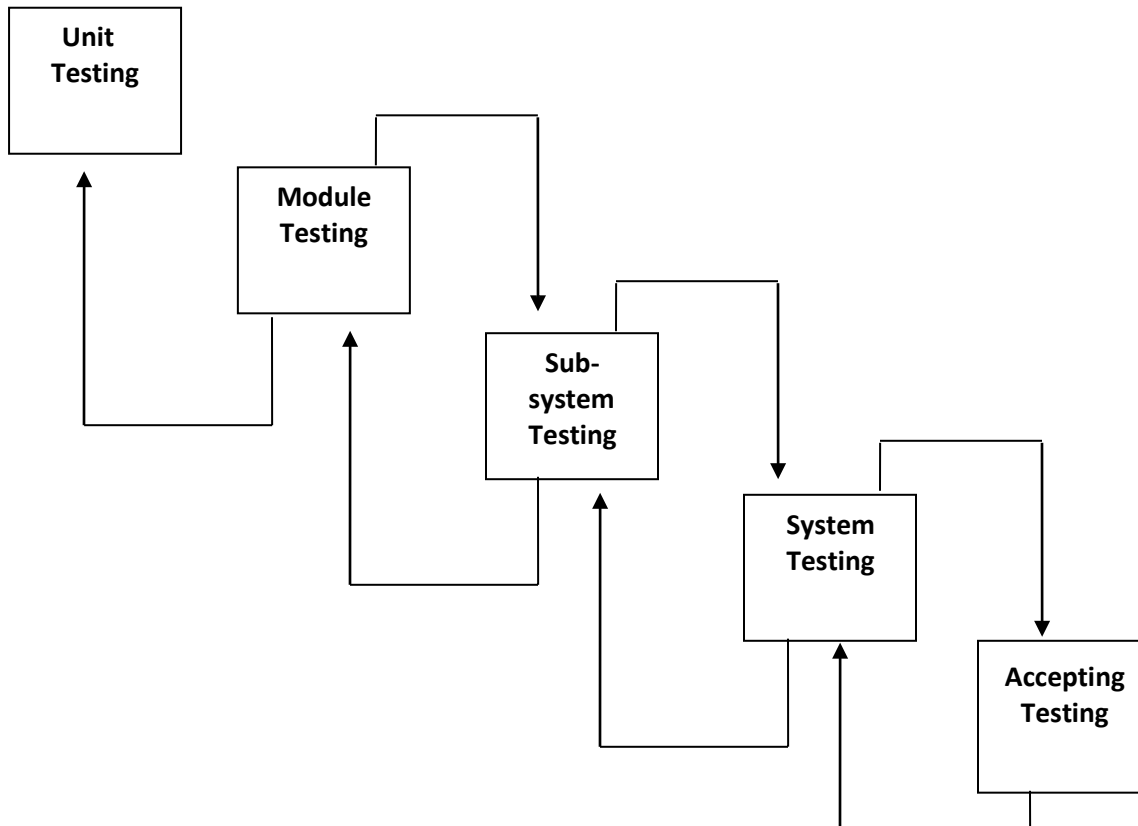 Unit
Testing
Module
Testing
Sub-
system
Testing
System
Testing
Accepting
Testing